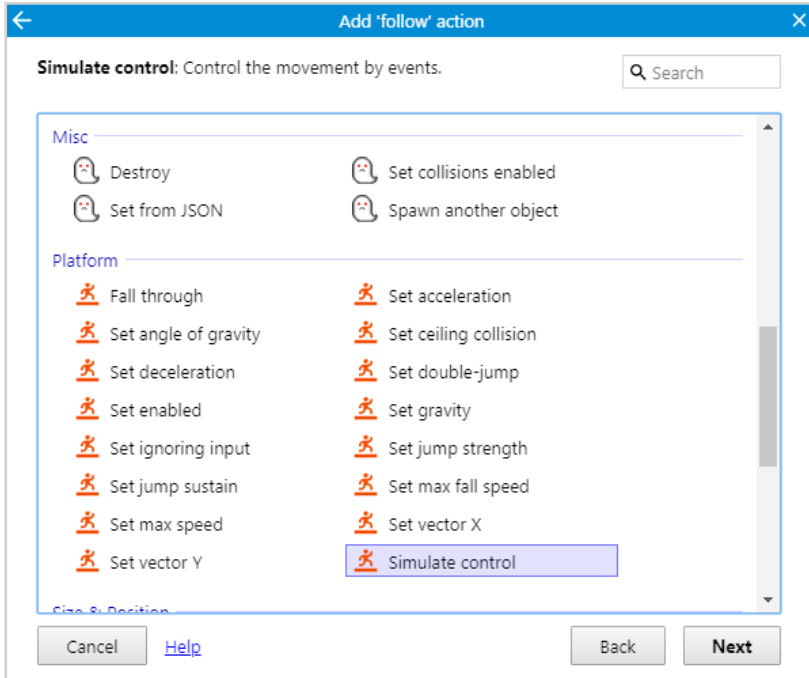 Add 'follow' action
Simulate control: Control the movement by events.
Search
Misc
Destroy
Set collisions enabled
Set from JSON
Spawn another object
Platform
Fall through
Set acceleration
Set angle of gravity
Set ceiling collision
Set deceleration
Set double-jump
Set enabled
Set gravity
Set ignoring input
Set jump strength
Set jump sustain
Set max fall speed
Set max speed
Set vector X
Set vector Y
Simulate control
Size & Position
Cancel
Help
Back
Next